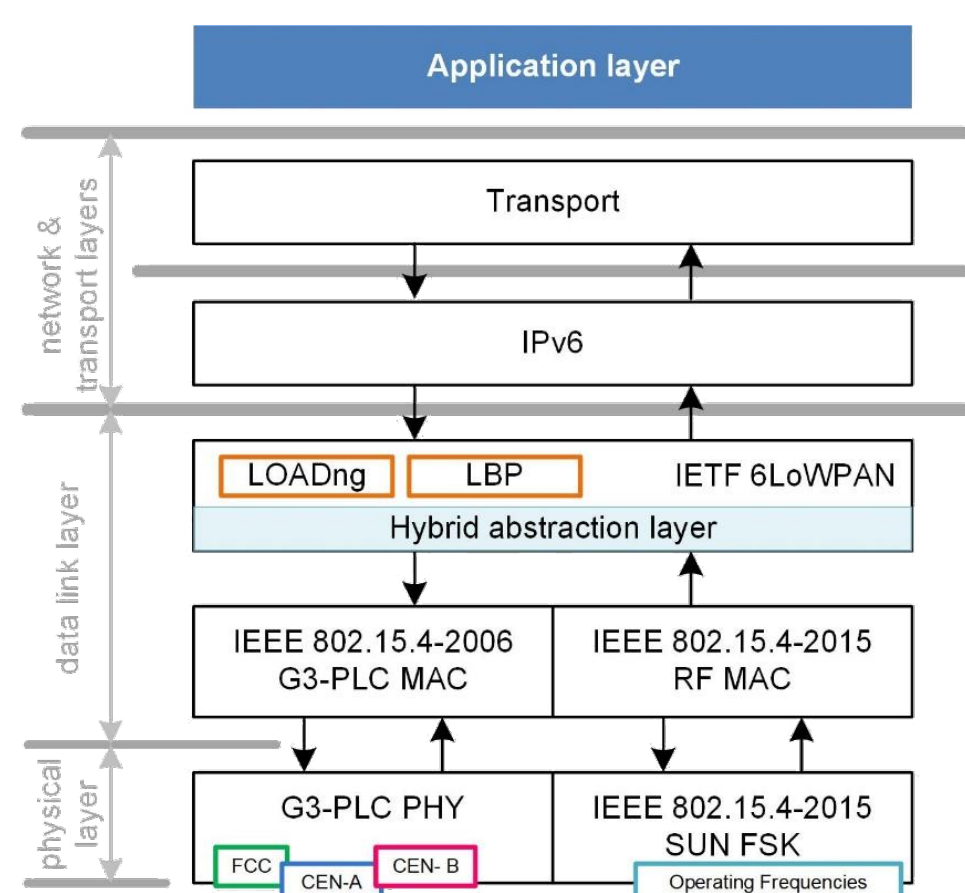 Application layer
network &
transport layers
Transport
IPv6
data link layer
LOADng
LBP
IETF 6LoWPAN
Hybrid abstraction layer
IEEE 802.15.4-2006
G3-PLC MAC
IEEE 802.15.4-2015
RF MAC
physical
layer
G3-PLC PHY
IEEE 802.15.4-2015
SUN FSK
FCC
CEN-A
CEN- B
Operating Frequencies